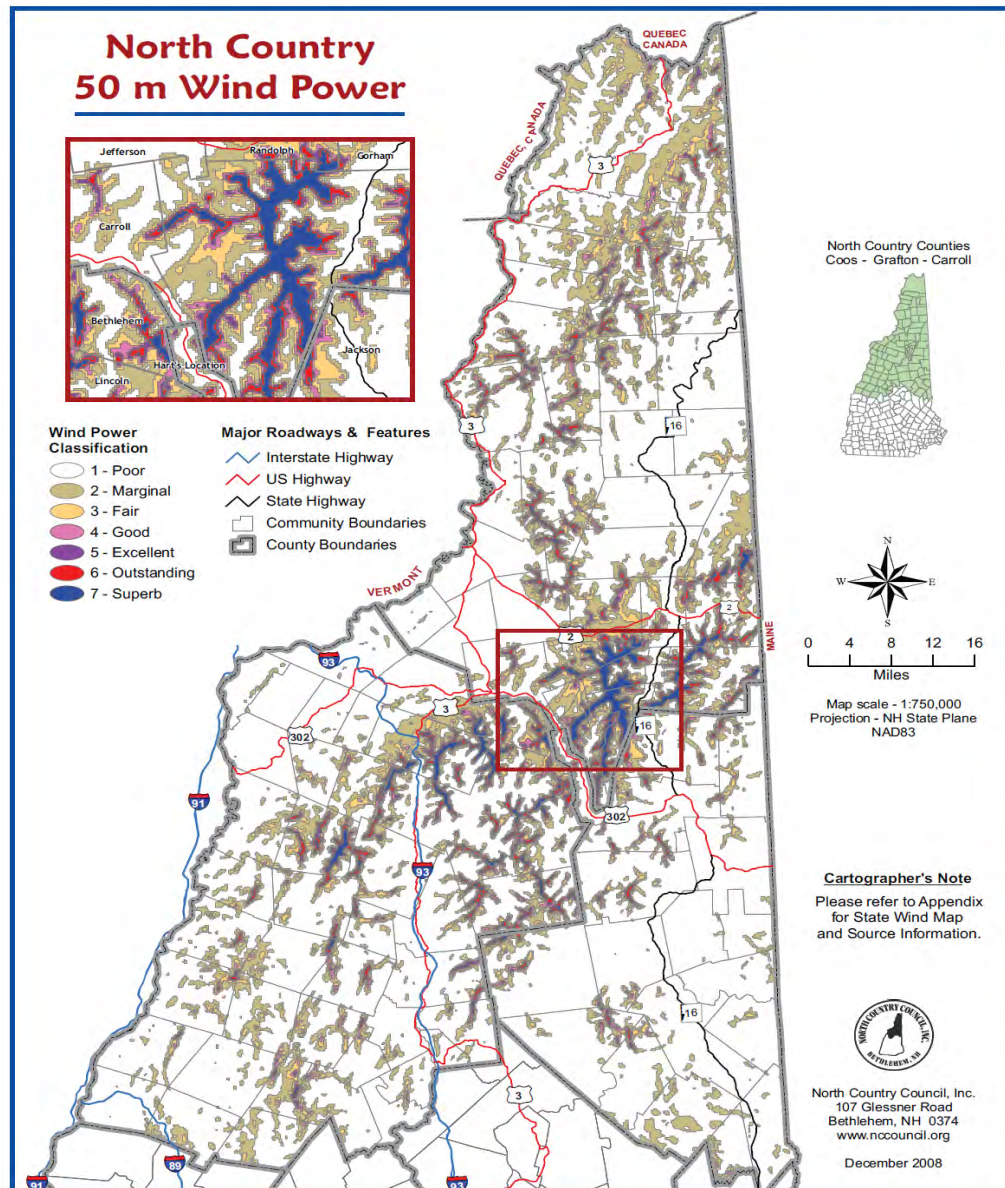 North Country
50 m Wind Power
QUEBEC
CANADA
QUEBEC, CANADA
3
Jefferson
Randolph
Gorham
Carroll
Bethlehem
Hart's Location
Jackson
Lincoln
North Country Counties
Coos - Grafton - Carroll
Wind Power
Classification
1 - Poor
2 - Marginal
3 - Fair
4 - Good
5 - Excellent
6 - Outstanding
7 - Superb
Major Roadways & Features
Interstate Highway
US Highway
State Highway
Community Boundaries
County Boundaries
3
16
VERMONT
N
W
E
S
2
2
MAINE
0 4 8 12 16
Miles
93
3
302
16
Map scale - 1:750,000
Projection - NH State Plane
NAD83
91
302
93
Cartographer's Note
Please refer to Appendix
for State Wind Map
and Source Information.
16
NORTH COUNTRY COUNCIL, INC.
BETHLEHEM, NH
3
North Country Council, Inc.
107 Glessner Road
Bethlehem, NH 0374
www.nccouncil.org
December 2008
89
91
93